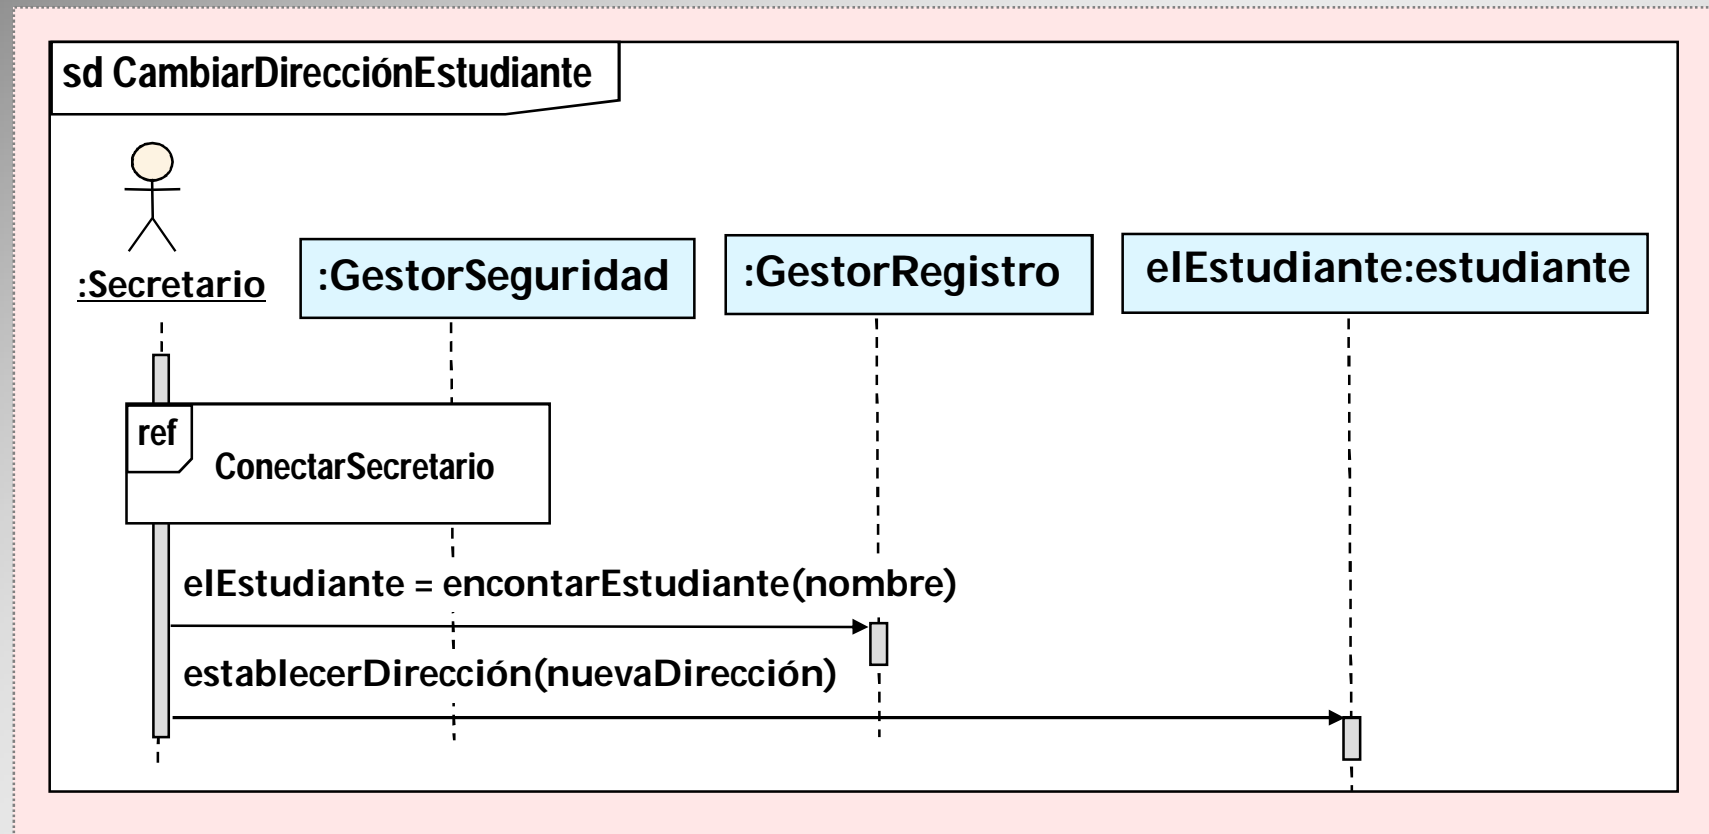 sd CambiarDirecciónEstudiante
:Secretario
:GestorSeguridad
:GestorRegistro
elEstudiante:estudiante
ref
ConectarSecretario
elEstudiante = encontarEstudiante(nombre)
establecerDirección(nuevaDirección)